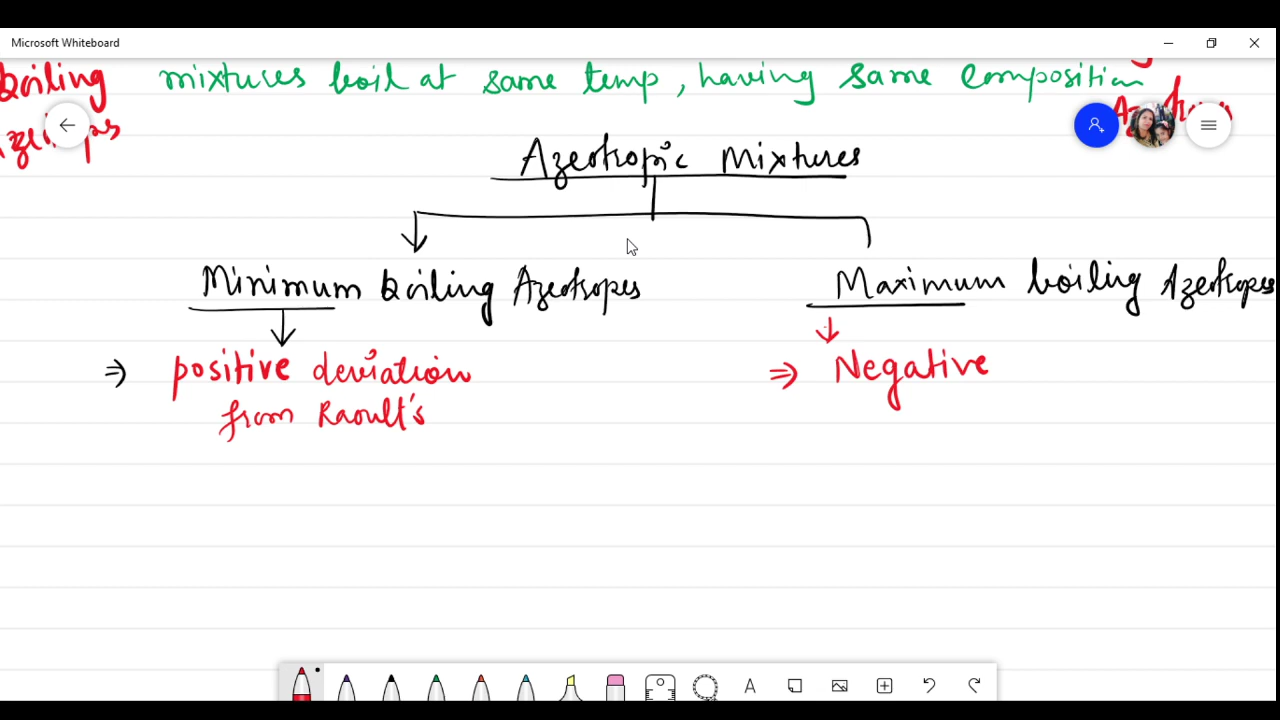 Microsoft Whiteboard
boiling mixtures boil at same temp, having same composition
Azeotropic Mixtures
Minimum boiling Azeotropes
Maximum boiling Azeotropes
⇒ positive deviation
from Raoult's
⇒ Negative
A